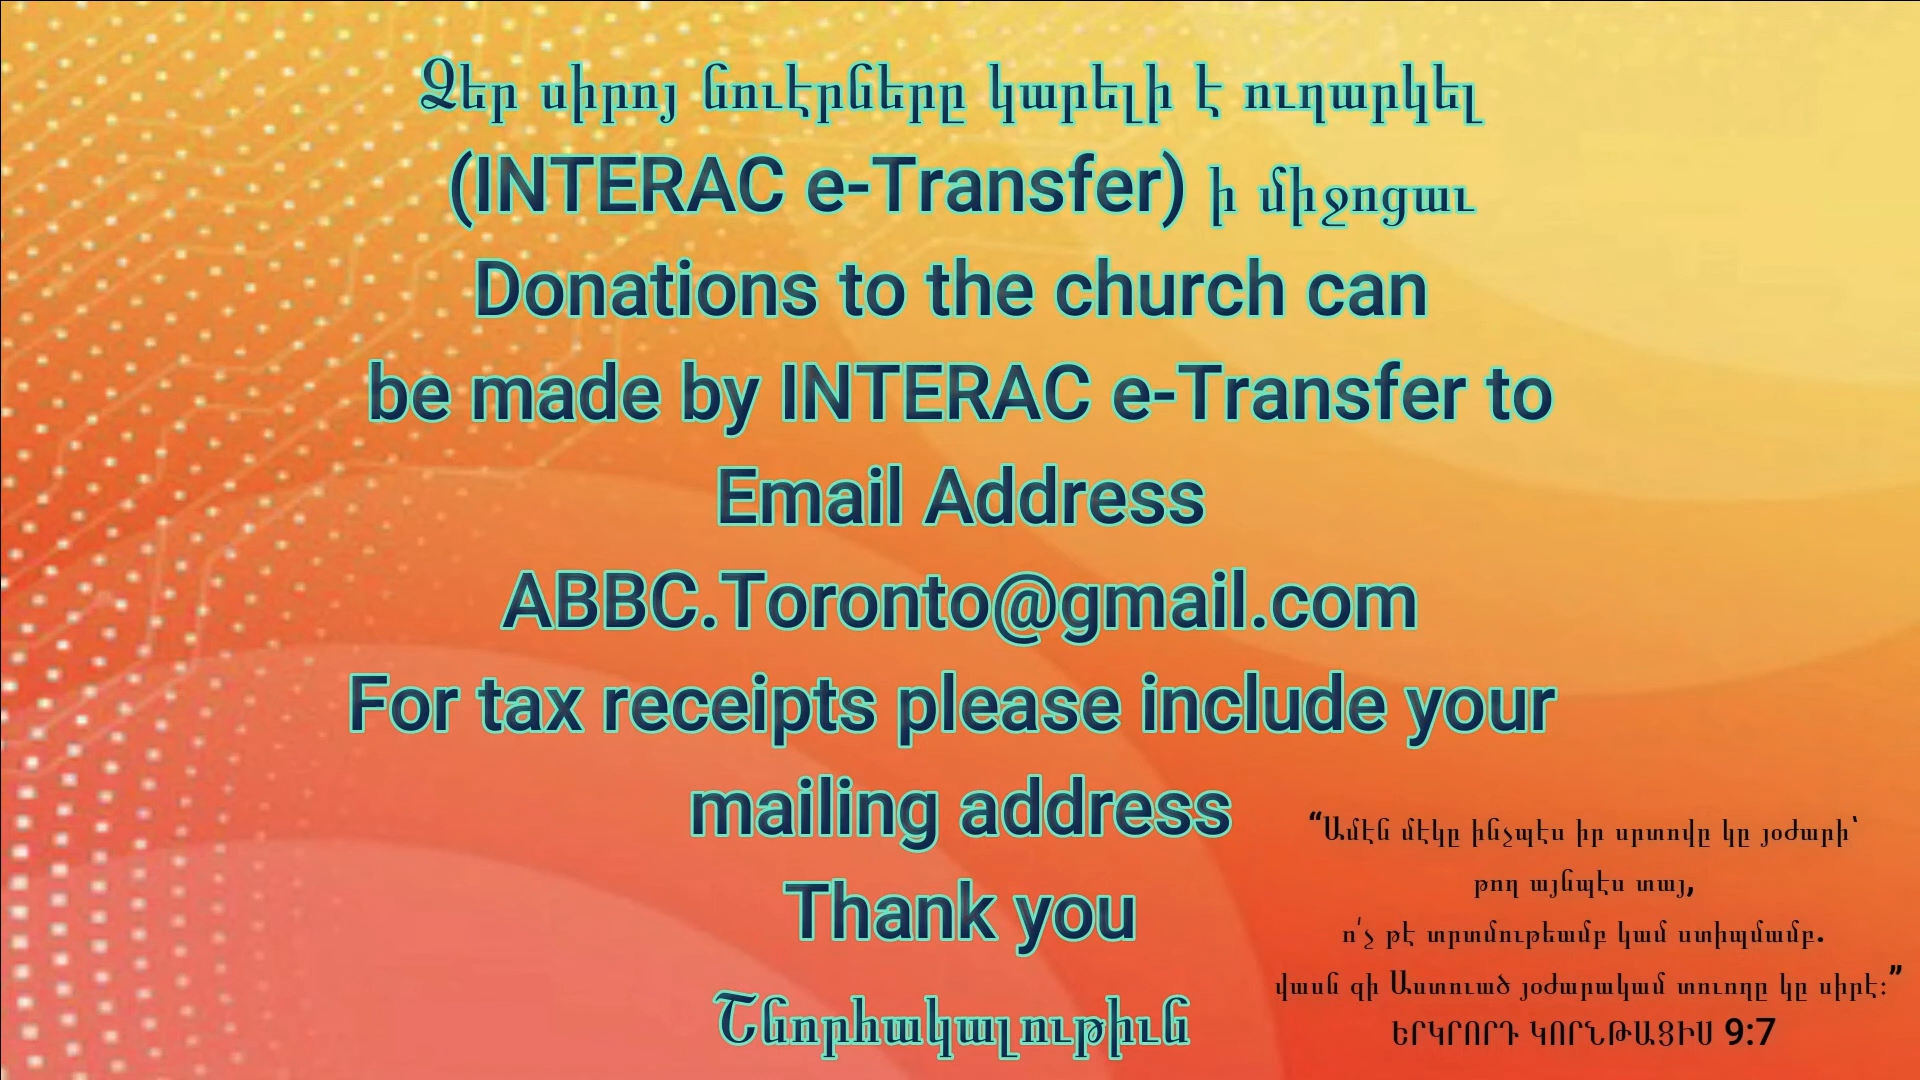 Ձեր սիրոյ նուէրները կարելի է ուղարկել
(INTERAC e-Transfer) ի միջոցաւ
Donations to the church can
be made by INTERAC e-Transfer to
Email Address
ABBC.Toronto@gmail.com
For tax receipts please include your
mailing address
Thank you
Շնորհակալութիւն
“Ամէն մէկը ինչպէս իր սրտովը կը յօժարի՝
թող այնպէս տայ,
ո՛չ թէ տրտմութեամբ կամ ստիպմամբ.
վասն զի Աստուած յօժարակամ տուողը կը սիրէ։”
ԵՐԿՐՈՐԴ ԿՈՐՆԹԱՑԻՍ 9:7